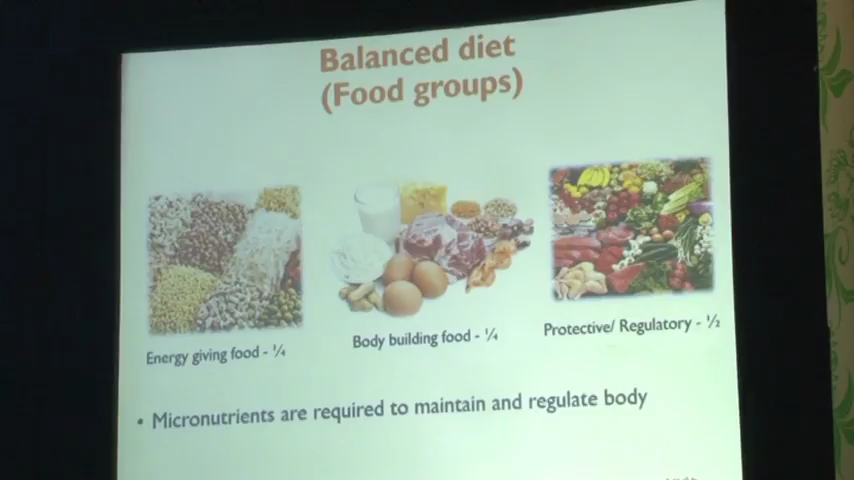 Balanced diet
(Food groups)
Energy giving food - ¼
Body building food - ¼
Protective/ Regulatory - ½
• Micronutrients are required to maintain and regulate body